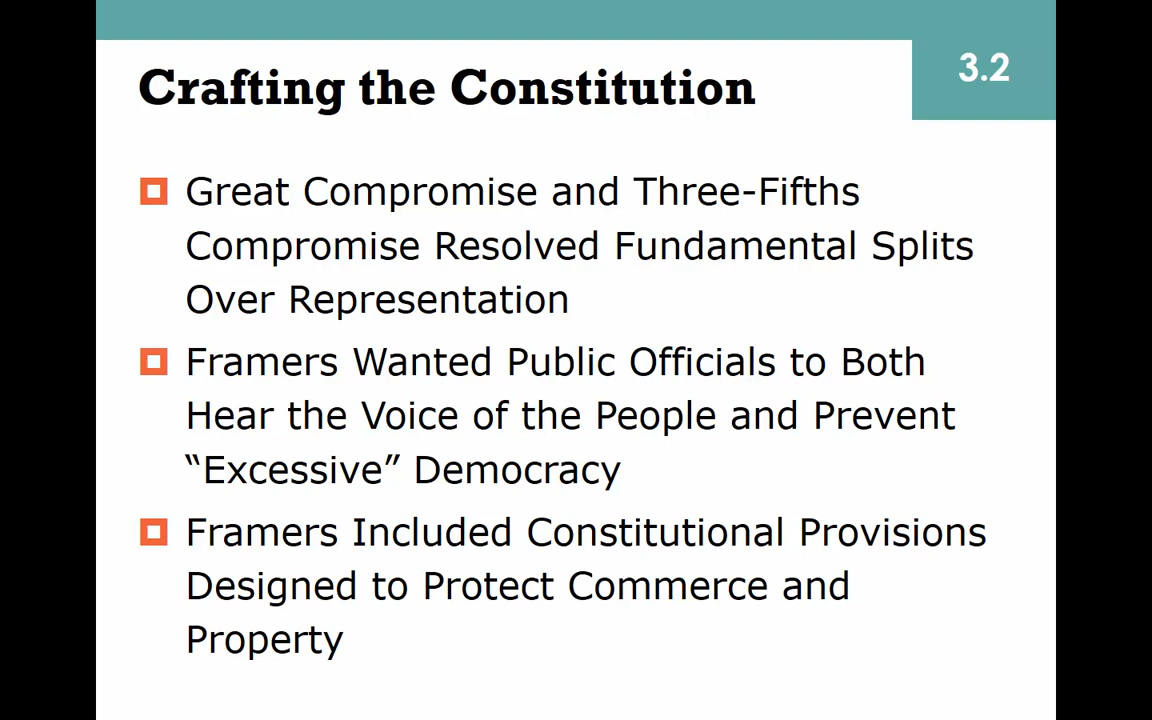 Crafting the Constitution
3.2
Great Compromise and Three-Fifths
Compromise Resolved Fundamental Splits
Over Representation
Framers Wanted Public Officials to Both
Hear the Voice of the People and Prevent
“Excessive” Democracy
Framers Included Constitutional Provisions
Designed to Protect Commerce and
Property